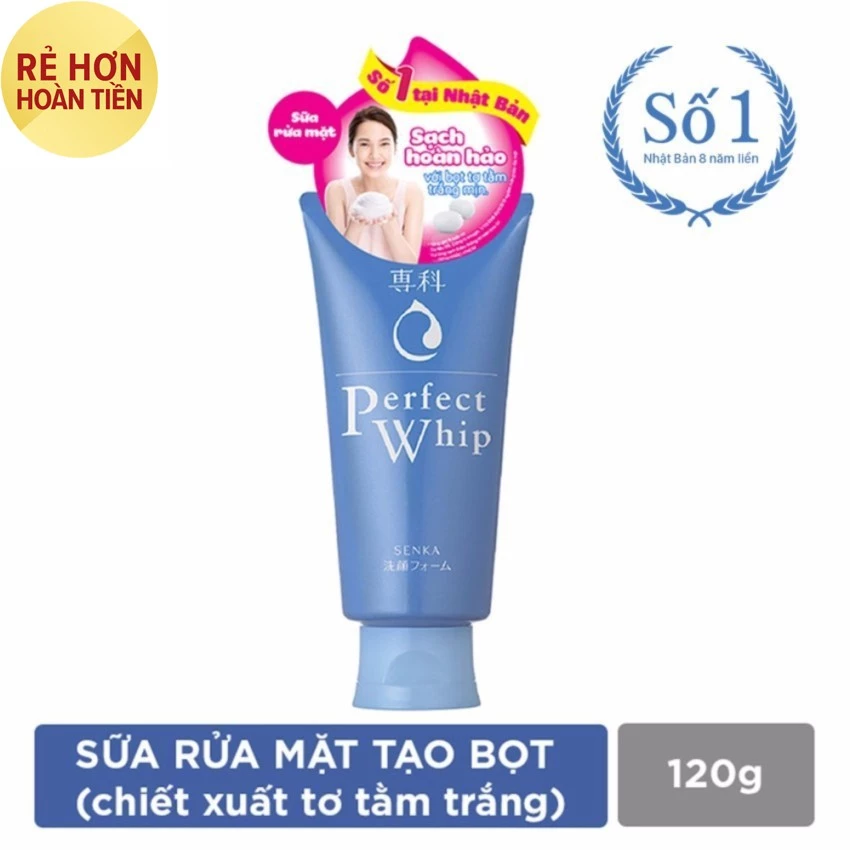 RẺ HƠN
HOÀN TIỀN
Số 1 tại Nhật Bản
Sữa
rửa mặt
Sạch
hoàn hảo
với bọt tơ tằm
trắng mịn.
Số 1
Nhật Bản 8 năm liền
専科
Perfect
Whip
SENKA
洗顔フォーム
SỮA RỬA MẶT TẠO BỌT
(chiết xuất tơ tằm trắng)
120g